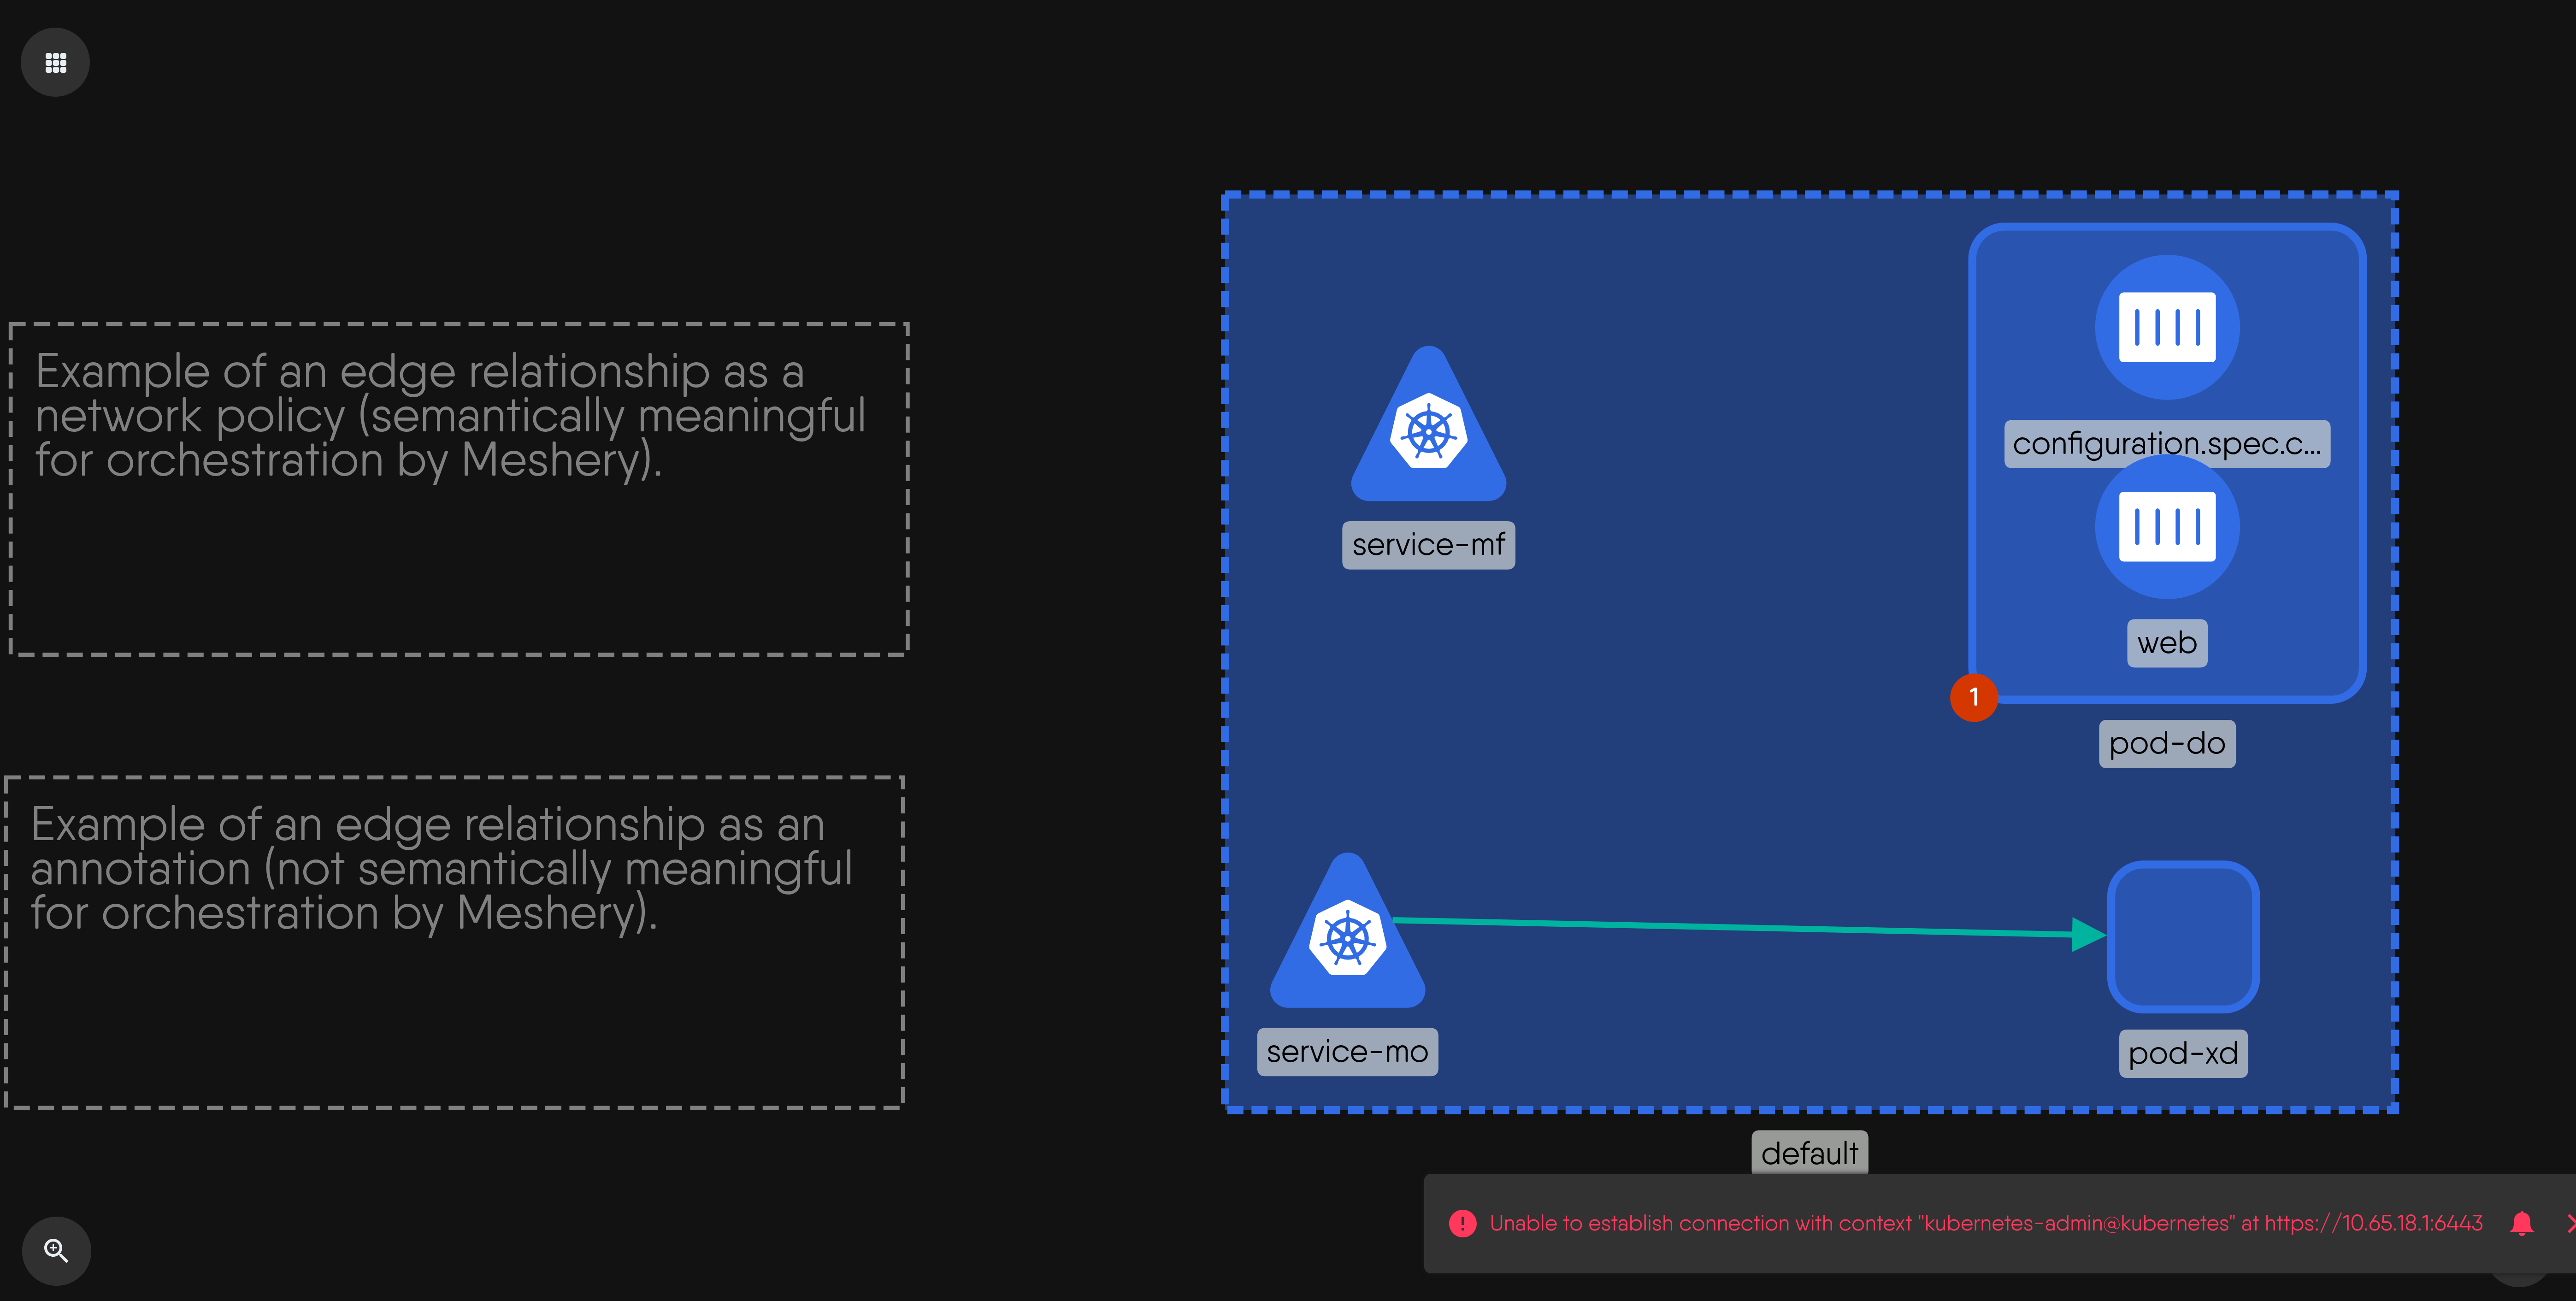 Example of an edge relationship as a
network policy (semantically meaningful
for orchestration by Meshery).
Example of an edge relationship as an
annotation (not semantically meaningful
for orchestration by Meshery).
configuration.spec.c...
service-mf
web
1
pod-do
service-mo
pod-xd
default
Unable to establish connection with context "kubernetes-admin@kubernetes" at https://10.65.18.1:6443